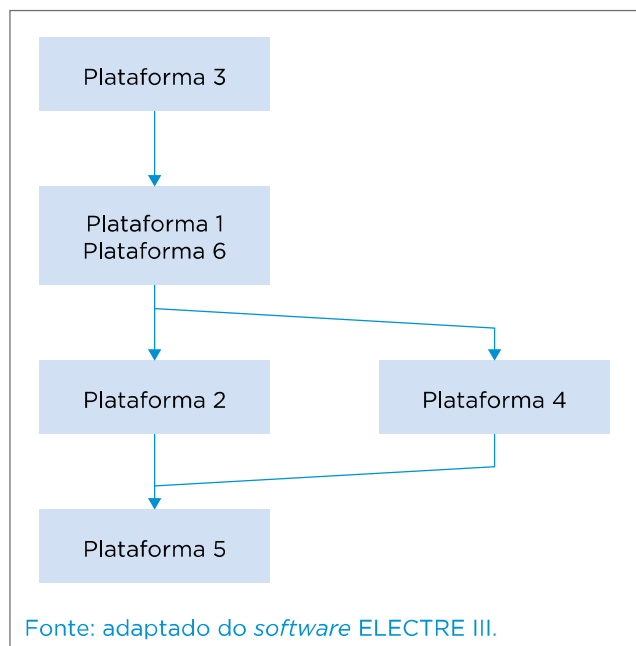 Plataforma 3
Plataforma 1
Plataforma 6
Plataforma 2
Plataforma 4
Plataforma 5
Fonte: adaptado do software ELECTRE III.